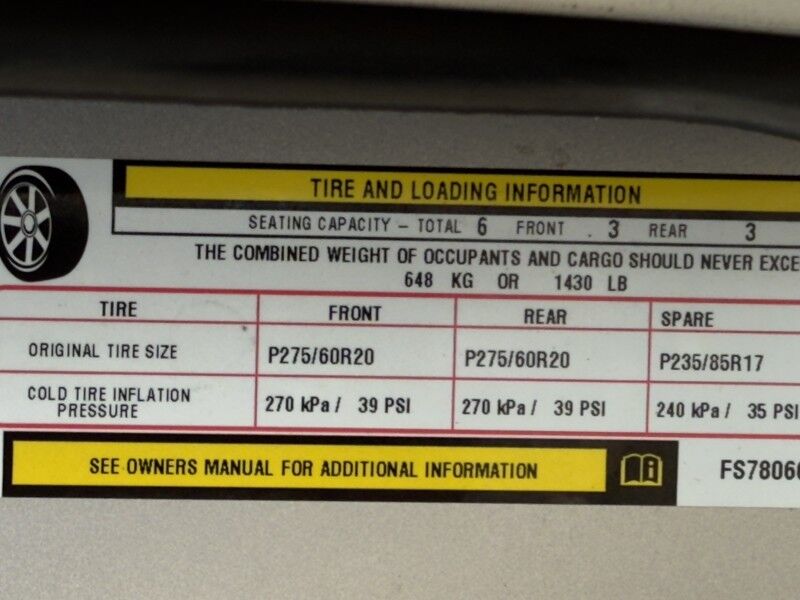 TIRE AND LOADING INFORMATION
SEATING CAPACITY – TOTAL 6 FRONT . 3 REAR 3
THE COMBINED WEIGHT OF OCCUPANTS AND CARGO SHOULD NEVER EXCE
648 KG OR 1430 LB
TIRE FRONT REAR SPARE
ORIGINAL TIRE SIZE P275/60R20 P275/60R20 P235/85R17
COLD TIRE INFLATION PRESSURE 270 kPa / 39 PSI 270 kPa / 39 PSI 240 kPa / 35 PSI
SEE OWNERS MANUAL FOR ADDITIONAL INFORMATION
FS7806